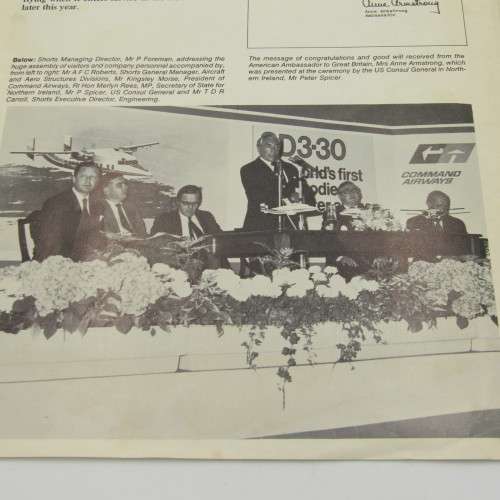 later this year.
Anne Armstrong
Anne Armstrong
AMBASSADOR
Below: Shorts Managing Director, Mr P Foreman, addressing the
huge assembly of visitors and company personnel accompanied by,
from left to right: Mr A F C Roberts, Shorts General Manager, Aircraft
and Aero Structures Divisions, Mr Kingsley Morse, President of
Command Airways, Rt Hon Merlyn Rees, MP, Secretary of State for
Northern Ireland, Mr P Spicer, US Consul General and Mr T D R
Carroll, Shorts Executive Director, Engineering.
The message of congratulations and good will received from the
American Ambassador to Great Britain, Mrs Anne Armstrong, which
was presented at the ceremony by the US Consul General in North-
ern Ireland, Mr Peter Spicer.
D3-30
orld's first
odie
er
COMMAND
AIRWAYS